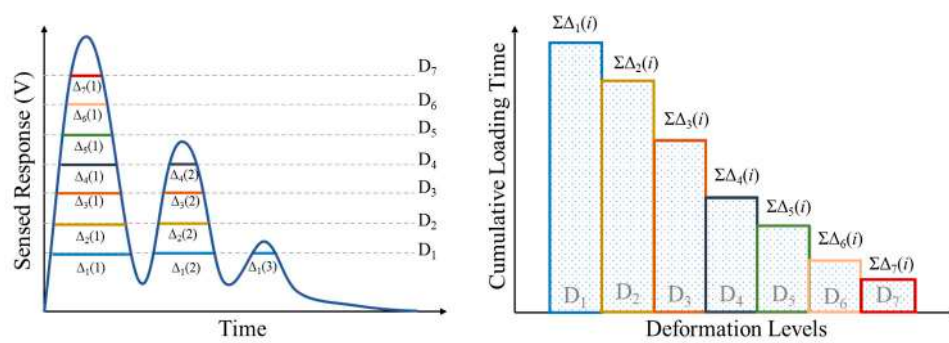 Sensed Response (V)
D₇
D₆
D₅
D₄
D₃
D₂
D₁
Δ₇(1)
Δ₆(1)
Δ₅(1)
Δ₄(1)
Δ₃(1)
Δ₂(1)
Δ₁(1)
Δ₄(2)
Δ₃(2)
Δ₂(2)
Δ₁(2)
Δ₁(3)
Time
Cumulative Loading Time
ΣΔ₁(i)
ΣΔ₂(i)
ΣΔ₃(i)
ΣΔ₄(i)
ΣΔ₅(i)
ΣΔ₆(i)
ΣΔ₇(i)
D₁ D₂ D₃ D₄ D₅ D₆ D₇
Deformation Levels